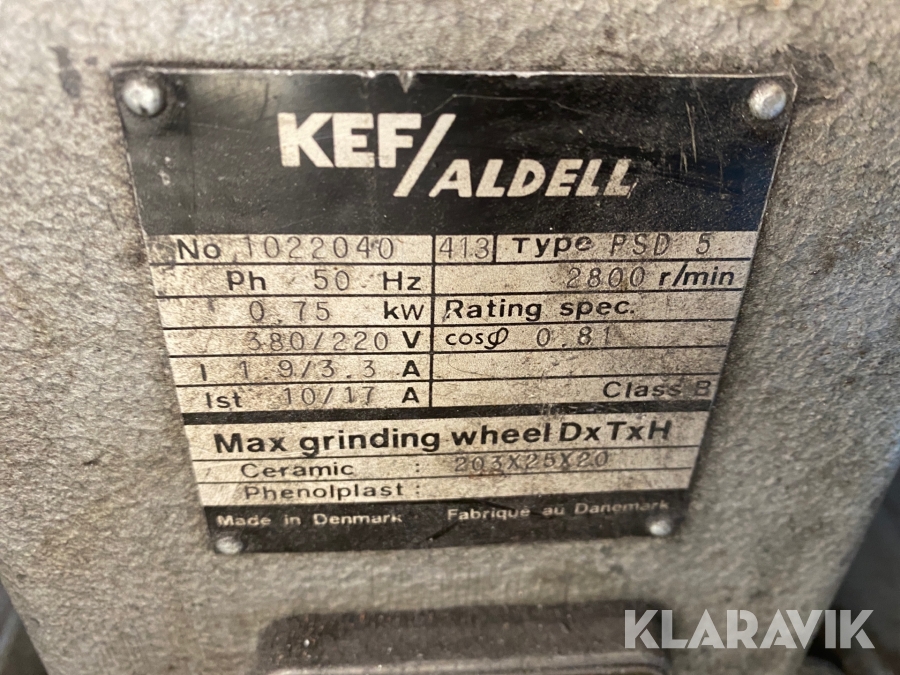 KEF/ALDELL
No 1022040 413 Type PSD 5
Ph 50 Hz 2800 r/min
0.75 kW Rating spec.
380/220 V cosφ 0.81
I 1.9/3.3 A
Ist 10/17 A Class B
Max grinding wheel DxTxH
Ceramic : 203X25X20
Phenolplast :
Made in Denmark Fabrique au Danemark
KLARAVIK